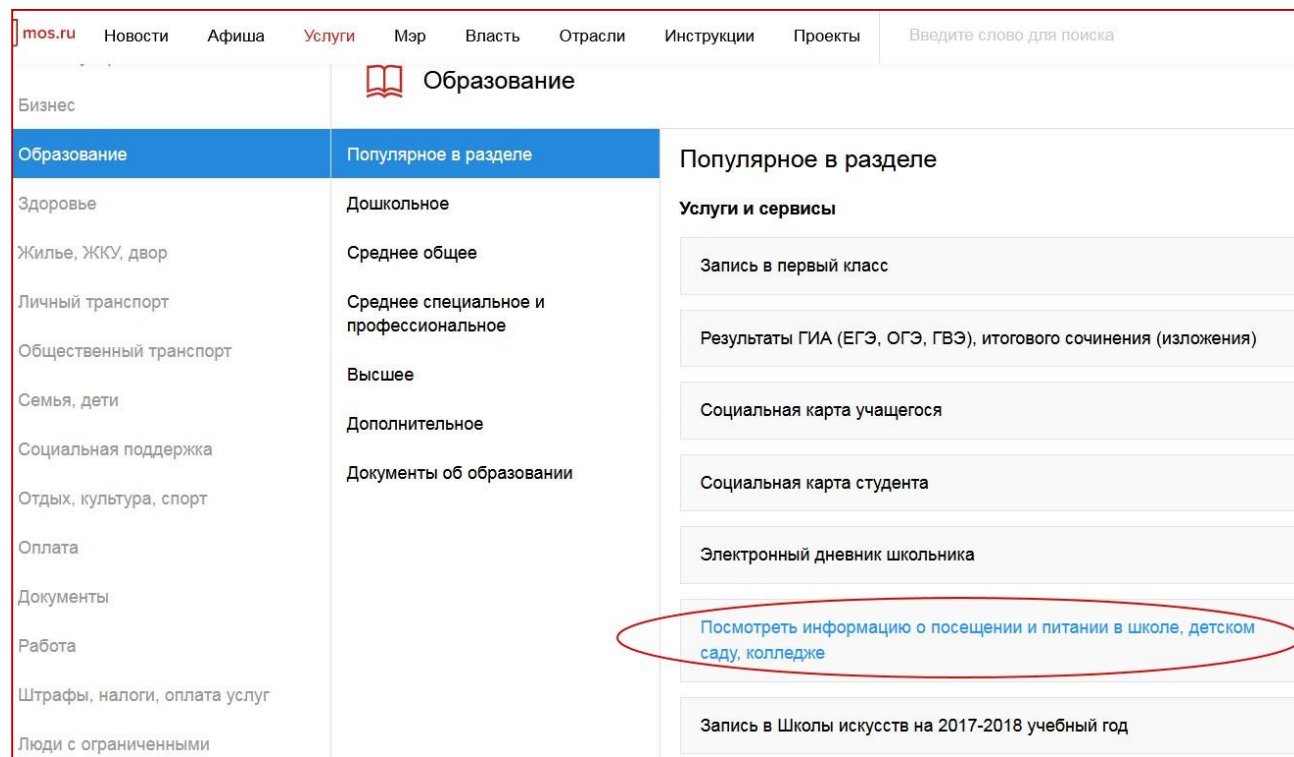 mos.ru Новости Афиша Услуги Мэр Власть Отрасли Инструкции Проекты Введите слово для поиска
Образование
Бизнес
Образование
Здоровье
Жилье, ЖКУ, двор
Личный транспорт
Общественный транспорт
Семья, дети
Социальная поддержка
Отдых, культура, спорт
Оплата
Документы
Работа
Штрафы, налоги, оплата услуг
Люди с ограниченными
Популярное в разделе
Дошкольное
Среднее общее
Среднее специальное и
профессиональное
Высшее
Дополнительное
Документы об образовании
Популярное в разделе
Услуги и сервисы
Запись в первый класс
Результаты ГИА (ЕГЭ, ОГЭ, ГВЭ), итогового сочинения (изложения)
Социальная карта учащегося
Социальная карта студента
Электронный дневник школьника
Посмотреть информацию о посещении и питании в школе, детском
саду, колледже
Запись в Школы искусств на 2017-2018 учебный год